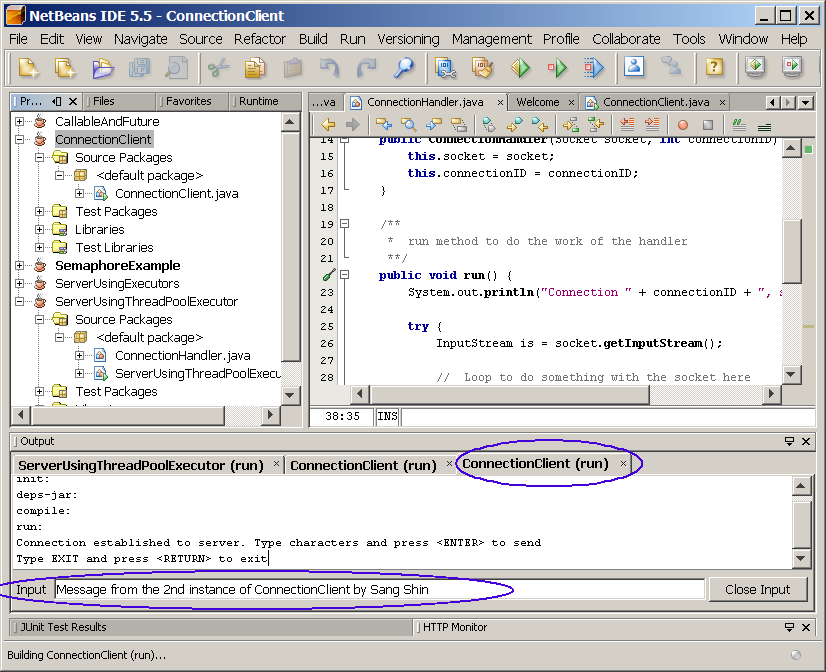 NetBeans IDE 5.5 - ConnectionClient
File Edit View Navigate Source Refactor Build Run Versioning Management Profile Collaborate Tools Window Help
Pr... Files Favorites Runtime
CallableAndFuture
ConnectionClient
Source Packages
<default package>
ConnectionClient.java
Test Packages
Libraries
Test Libraries
SemaphoreExample
ServerUsingExecutors
ServerUsingThreadPoolExecutor
Source Packages
<default package>
ConnectionHandler.java
ServerUsingThreadPoolExecu
Test Packages
...va ConnectionHandler.java Welcome ConnectionClient.java
14 public ConnectionHandler(Socket socket, int connectionID)
15 this.socket = socket;
16 this.connectionID = connectionID;
17 }
18
19 /**
20 * run method to do the work of the handler
21 **/
public void run() {
23 System.out.println("Connection " + connectionID + ", s
24
25 try {
26 InputStream is = socket.getInputStream();
27
28 // Loop to do something with the socket here
38:35 INS
Output
ServerUsingThreadPoolExecutor (run) ConnectionClient (run) ConnectionClient (run)
init:
deps-jar:
compile:
run:
Connection established to server. Type characters and press <ENTER> to send
Type EXIT and press <RETURN> to exit
Input Message from the 2nd instance of ConnectionClient by Sang Shin Close Input
JUnit Test Results HTTP Monitor
Building ConnectionClient (run)...